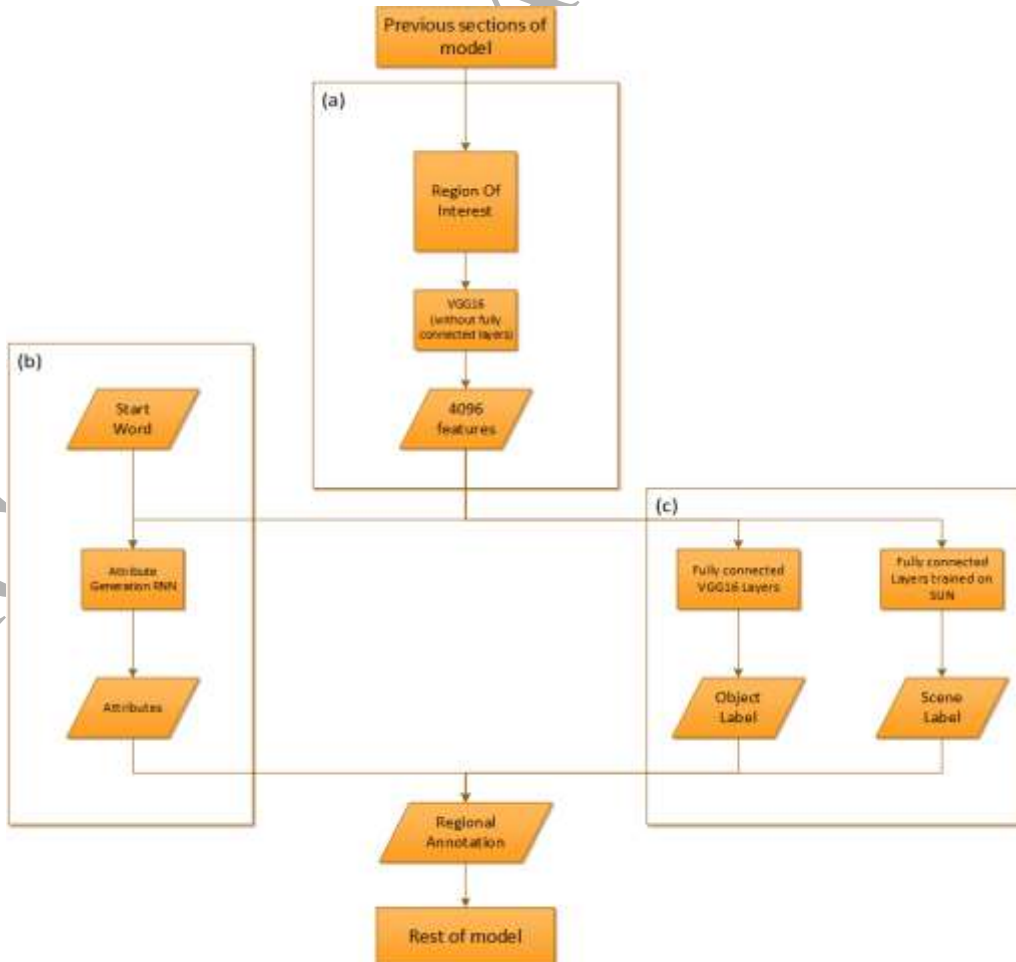 Previous sections of
model
(a)
Region Of
Interest
VGG16
(without fully
connected layers)
4096
features
(b)
Start
Word
Attribute
Generation RNN
Attributes
(c)
Fully connected
VGG16 Layers
Fully connected
Layers trained on
SUN
Object
Label
Scene
Label
Regional
Annotation
Rest of model